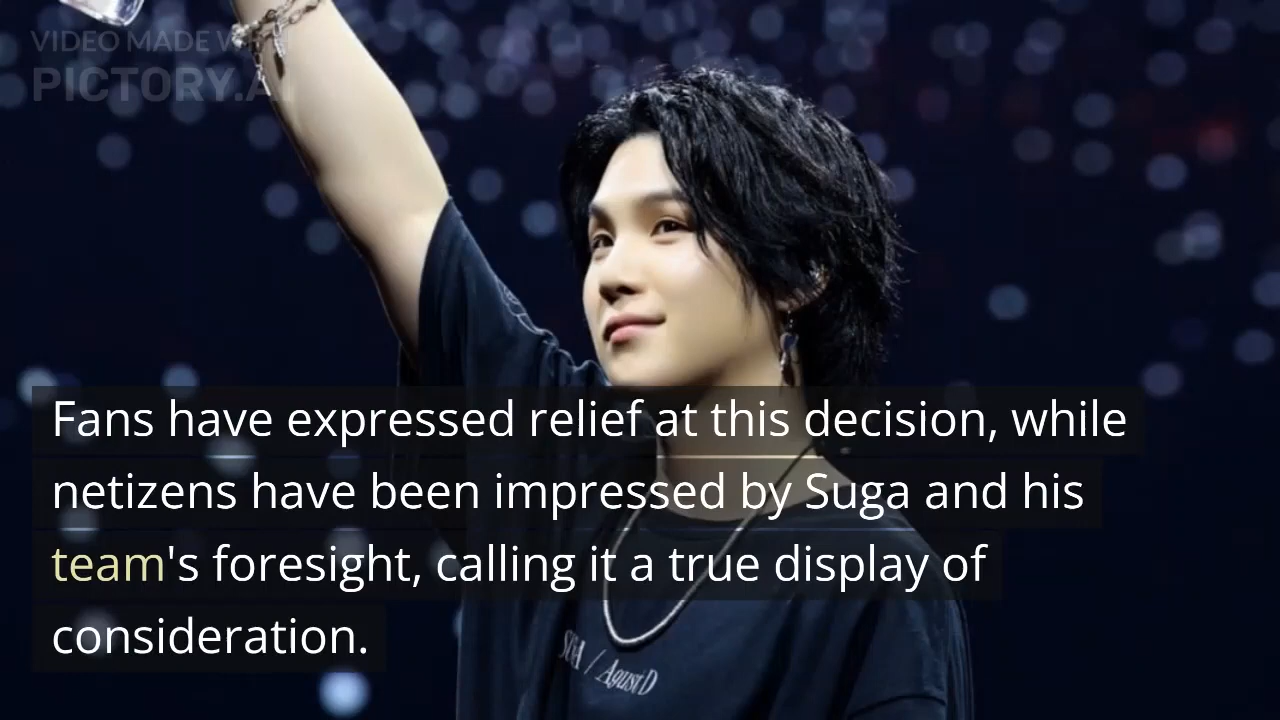 VIDEO MADE W
PICTORY.AI
Fans have expressed relief at this decision, while
netizens have been impressed by Suga and his
team's foresight, calling it a true display of
consideration.
/ Agust D